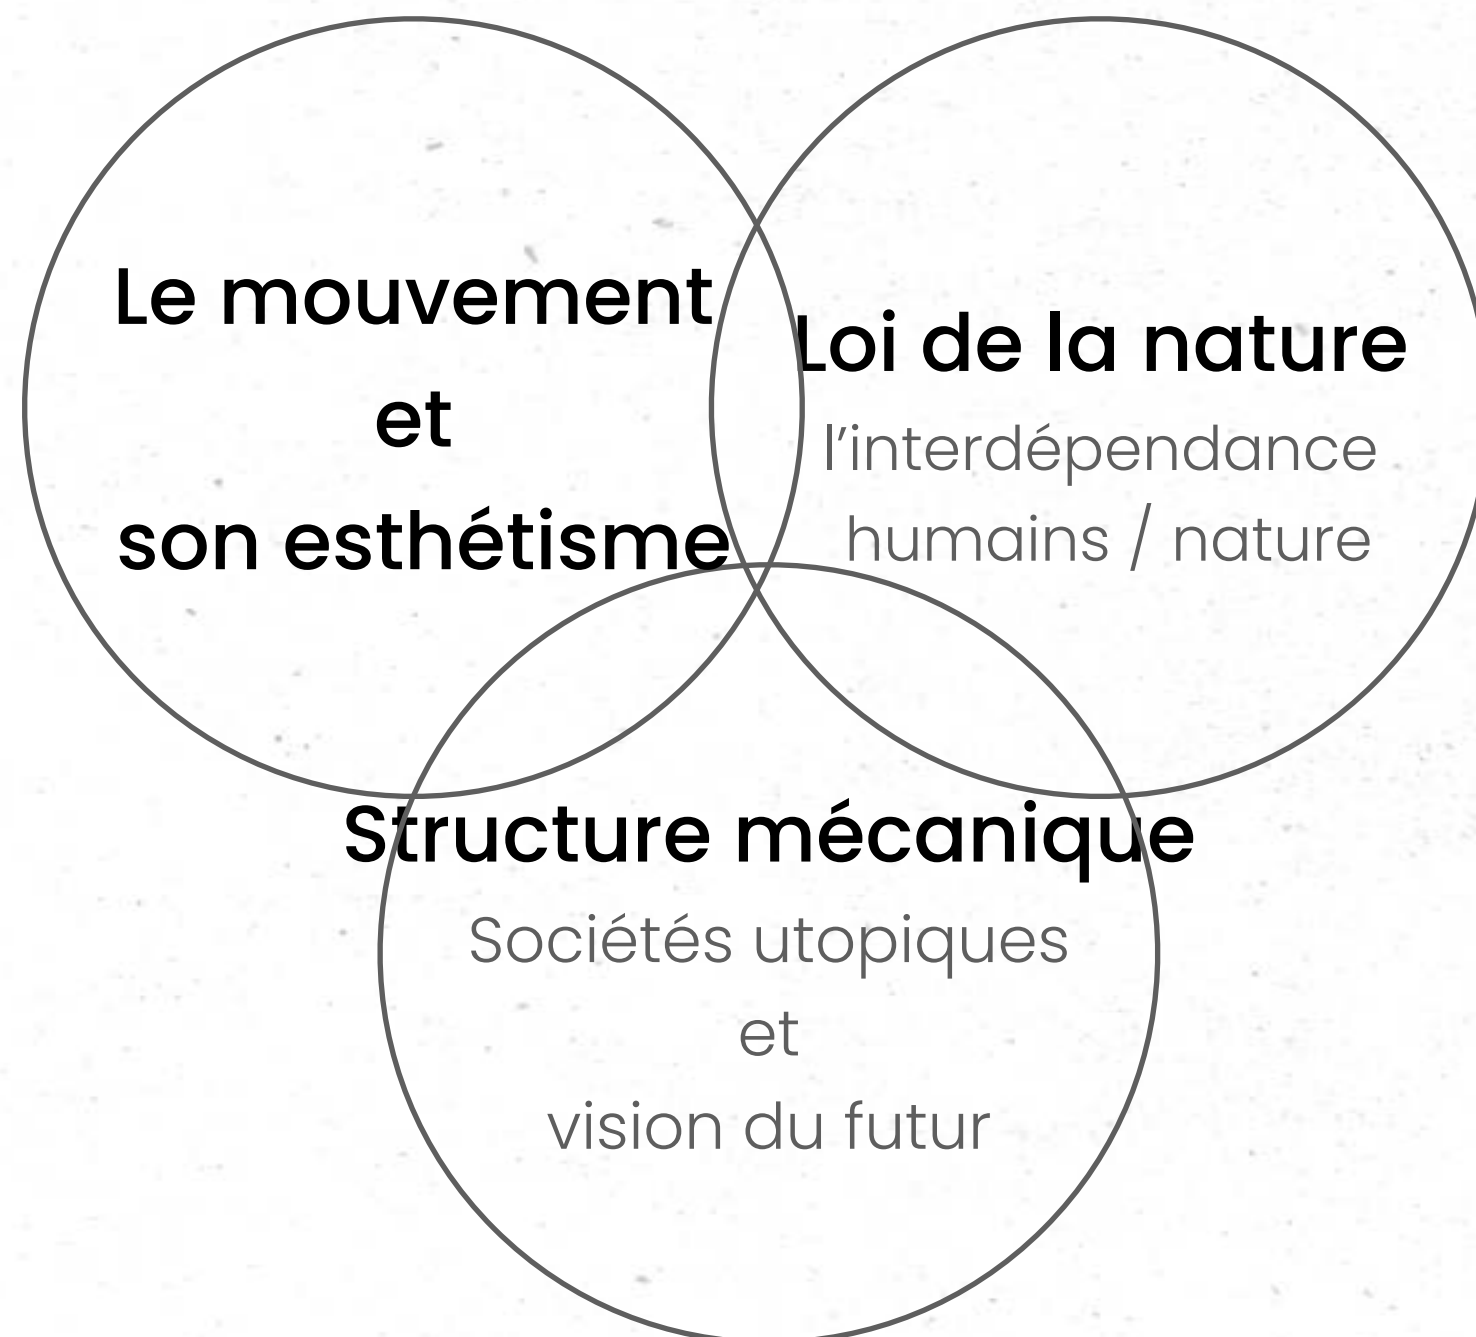 Le mouvement
et
son esthétisme
Loi de la nature
l’interdépendance
humains / nature
Structure mécanique
Sociétés utopiques
et
vision du futur